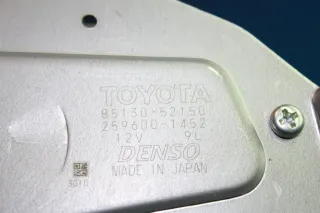 TOYOTA
85130-52150
259600-1452
12V 9L
DENSO
MADE IN JAPAN